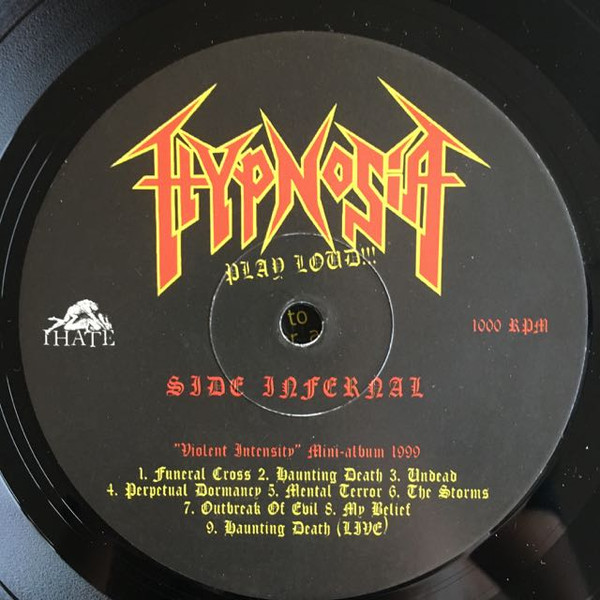 HYPNOSIA
PLAY LOUD!!!
to
r a
I HATE
1000 RPM
SIDE INFERNAL
"Violent Intensity" Mini-album 1999
1. Funeral Cross 2. Haunting Death 3. Undead
4. Perpetual Dormancy 5. Mental Terror 6. The Storms
7. Outbreak Of Evil 8. My Belief
9. Haunting Death (LIVE)